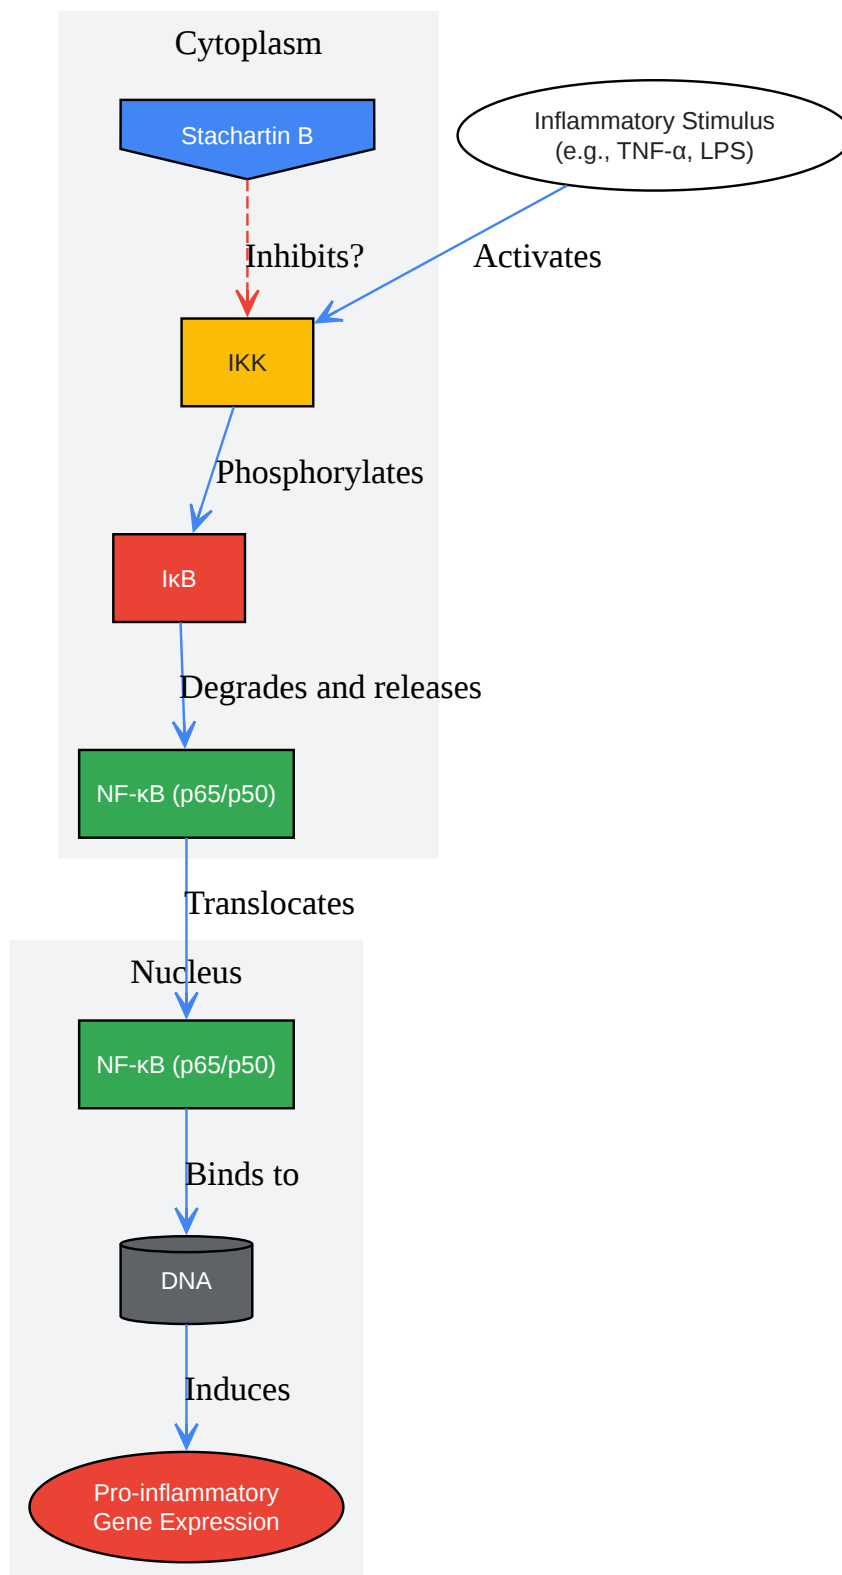 Cytoplasm
Stachartin B
Inflammatory Stimulus
(e.g., TNF-α, LPS)
Inhibits?
Activates
IKK
Phosphorylates
IκB
Degrades and releases
NF-κB (p65/p50)
Translocates
Nucleus
NF-κB (p65/p50)
Binds to
DNA
Induces
Pro-inflammatory
Gene Expression